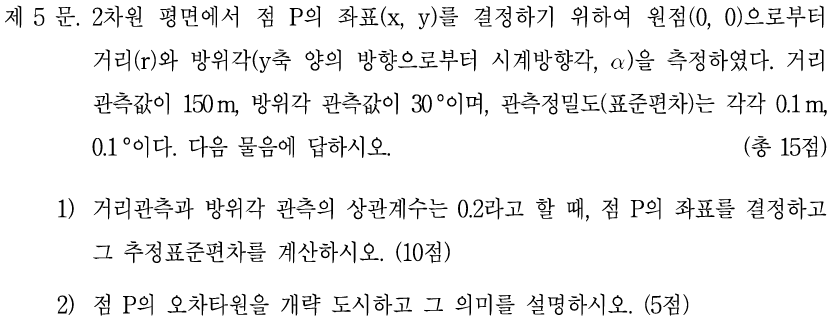 제 5 문. 2차원 평면에서 점 P의 좌표(x, y)를 결정하기 위하여 원점(0, 0)으로부터
거리(r)와 방위각(y축 양의 방향으로부터 시계방향각, α)을 측정하였다. 거리
관측값이 150 m, 방위각 관측값이 30 °이며, 관측정밀도(표준편차)는 각각 0.1 m,
0.1 °이다. 다음 물음에 답하시오. (총 15점)
1) 거리관측과 방위각 관측의 상관계수는 0.2라고 할 때, 점 P의 좌표를 결정하고
그 추정표준편차를 계산하시오. (10점)
2) 점 P의 오차타원을 개략 도시하고 그 의미를 설명하시오. (5점)